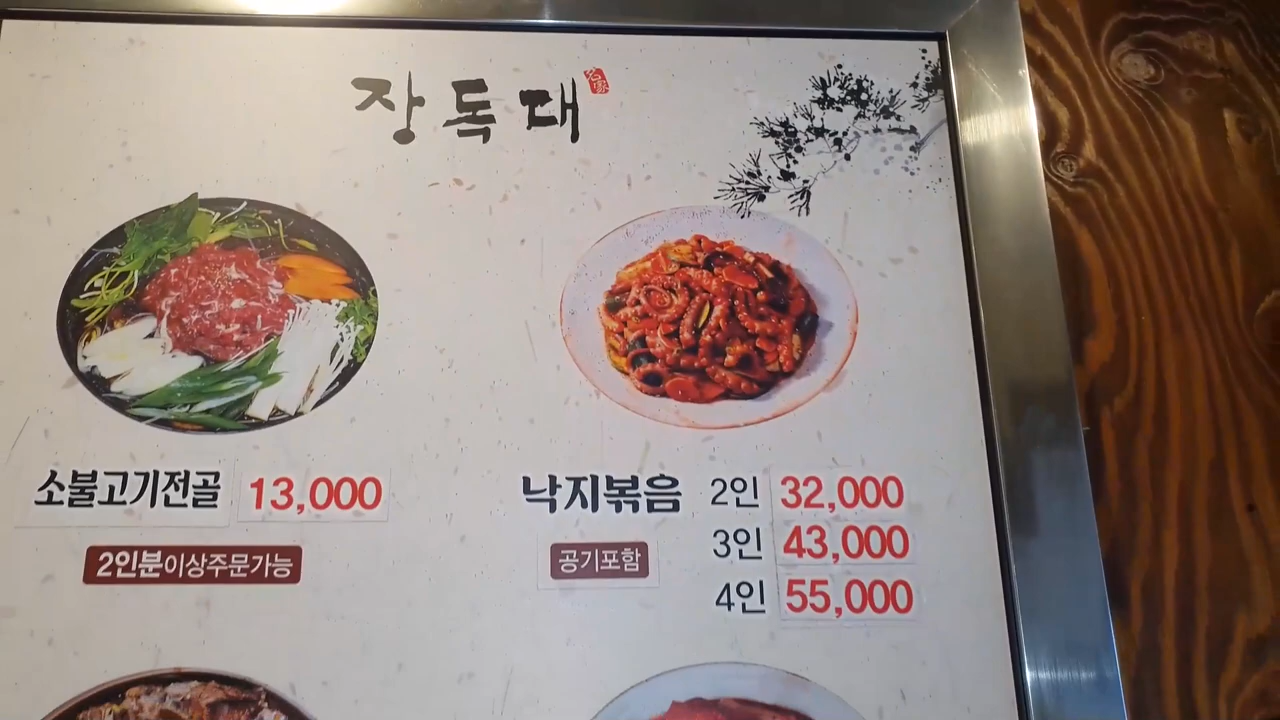 장독대
名家
소불고기전골 13,000
2인분이상주문가능
낙지볶음 2인 32,000
공기포함 3인 43,000
4인 55,000